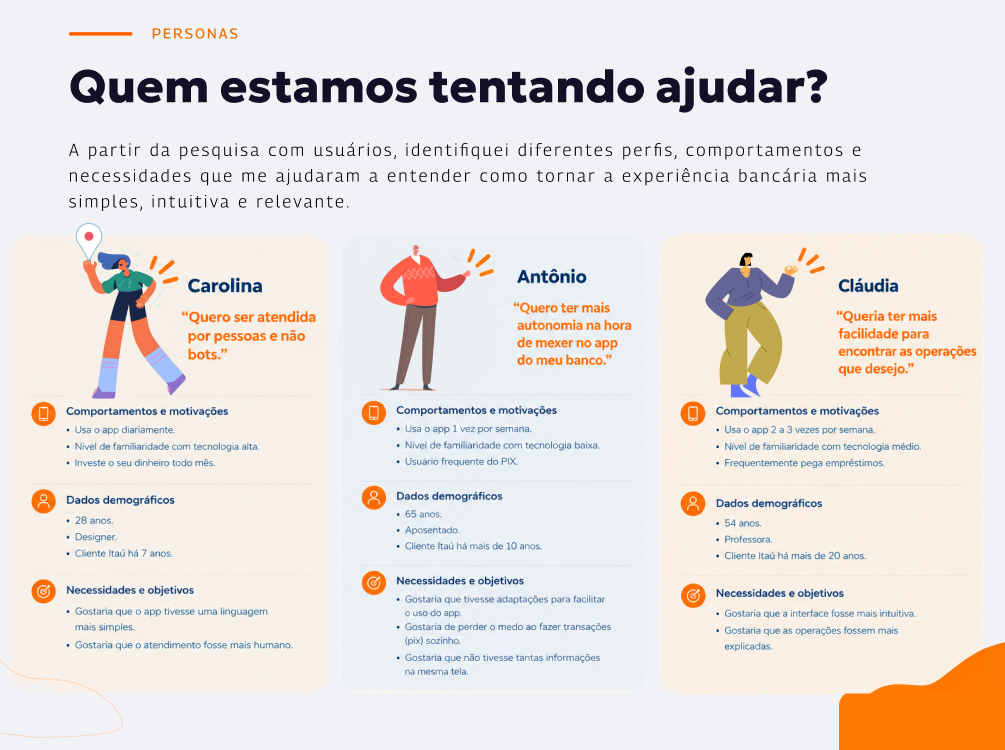 PERSONAS
Quem estamos tentando ajudar?
A partir da pesquisa com usuários, identifiquei diferentes perfis, comportamentos e
necessidades que me ajudaram a entender como tornar a experiência bancária mais
simples, intuitiva e relevante.
Carolina
“Quero ser atendida
por pessoas e não
bots.”
Comportamentos e motivações
• Usa o app diariamente.
• Nível de familiaridade com tecnologia alta.
• Investe o seu dinheiro todo mês.
Dados demográficos
• 28 anos.
• Designer.
• Cliente Itaú há 7 anos.
Necessidades e objetivos
• Gostaria que o app tivesse uma linguagem
mais simples.
• Gostaria que o atendimento fosse mais humano.
Antônio
“Quero ter mais
autonomia na hora
de mexer no app
do meu banco.”
Comportamentos e motivações
• Usa o app 1 vez por semana.
• Nível de familiaridade com tecnologia baixa.
• Usuário frequente do PIX.
Dados demográficos
• 65 anos.
• Aposentado.
• Cliente Itaú há mais de 10 anos.
Necessidades e objetivos
• Gostaria que tivesse adaptações para facilitar
o uso do app.
• Gostaria de perder o medo ao fazer transações
(pix) sozinho.
• Gostaria que não tivesse tantas informações
na mesma tela.
Cláudia
“Queria ter mais
facilidade para
encontrar as operações
que desejo.”
Comportamentos e motivações
• Usa o app 2 a 3 vezes por semana.
• Nível de familiaridade com tecnologia médio.
• Frequentemente pega empréstimos.
Dados demográficos
• 54 anos.
• Professora.
• Cliente Itaú há mais de 20 anos.
Necessidades e objetivos
• Gostaria que a interface fosse mais intuitiva.
• Gostaria que as operações fossem mais
explicadas.